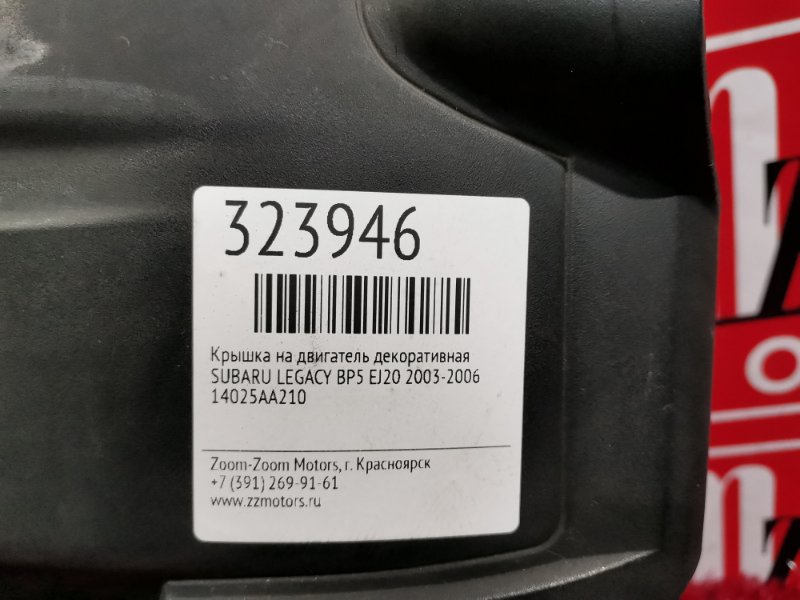 323946
Крышка на двигатель декоративная
SUBARU LEGACY BP5 EJ20 2003-2006
14025AA210
Zoom-Zoom Motors, г. Красноярск
+7 (391) 269-91-61
www.zzmotors.ru